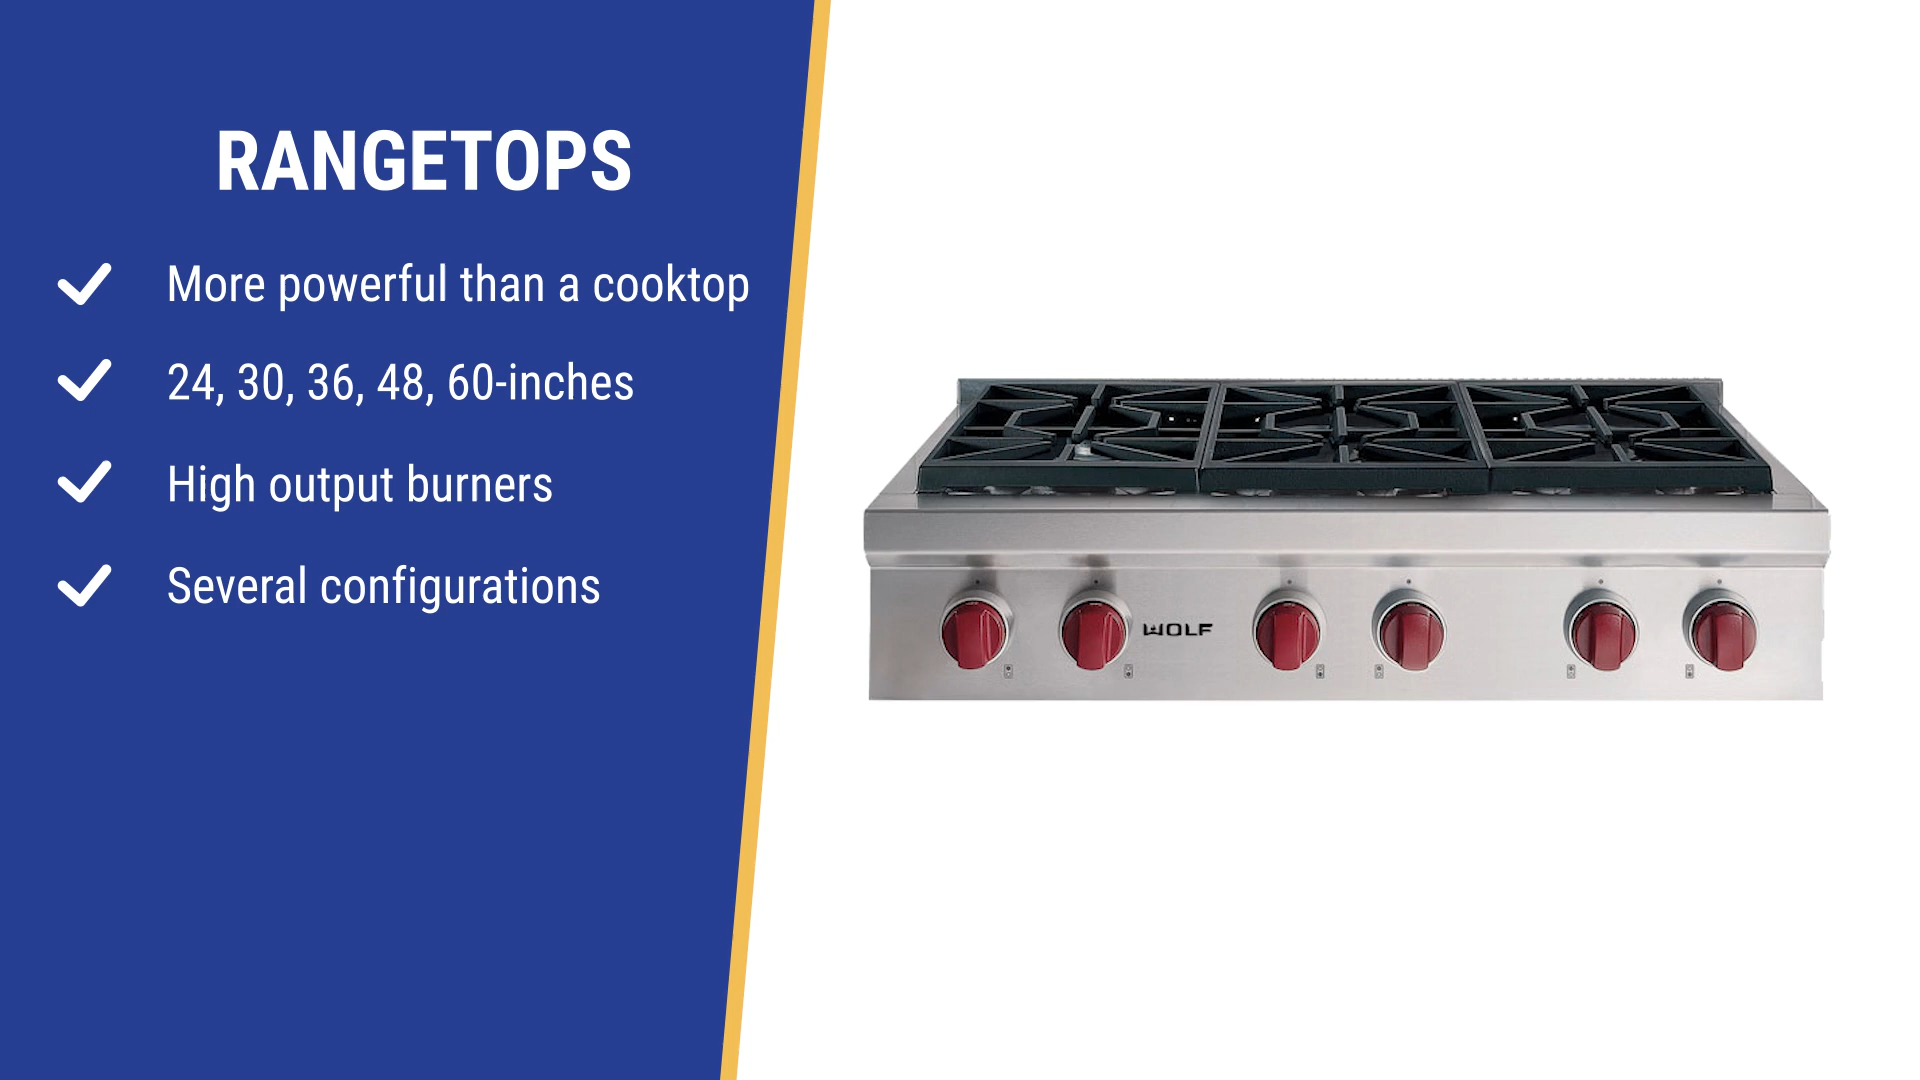 RANGETOPS
More powerful than a cooktop
24, 30, 36, 48, 60-inches
High output burners
Several configurations
WOLF